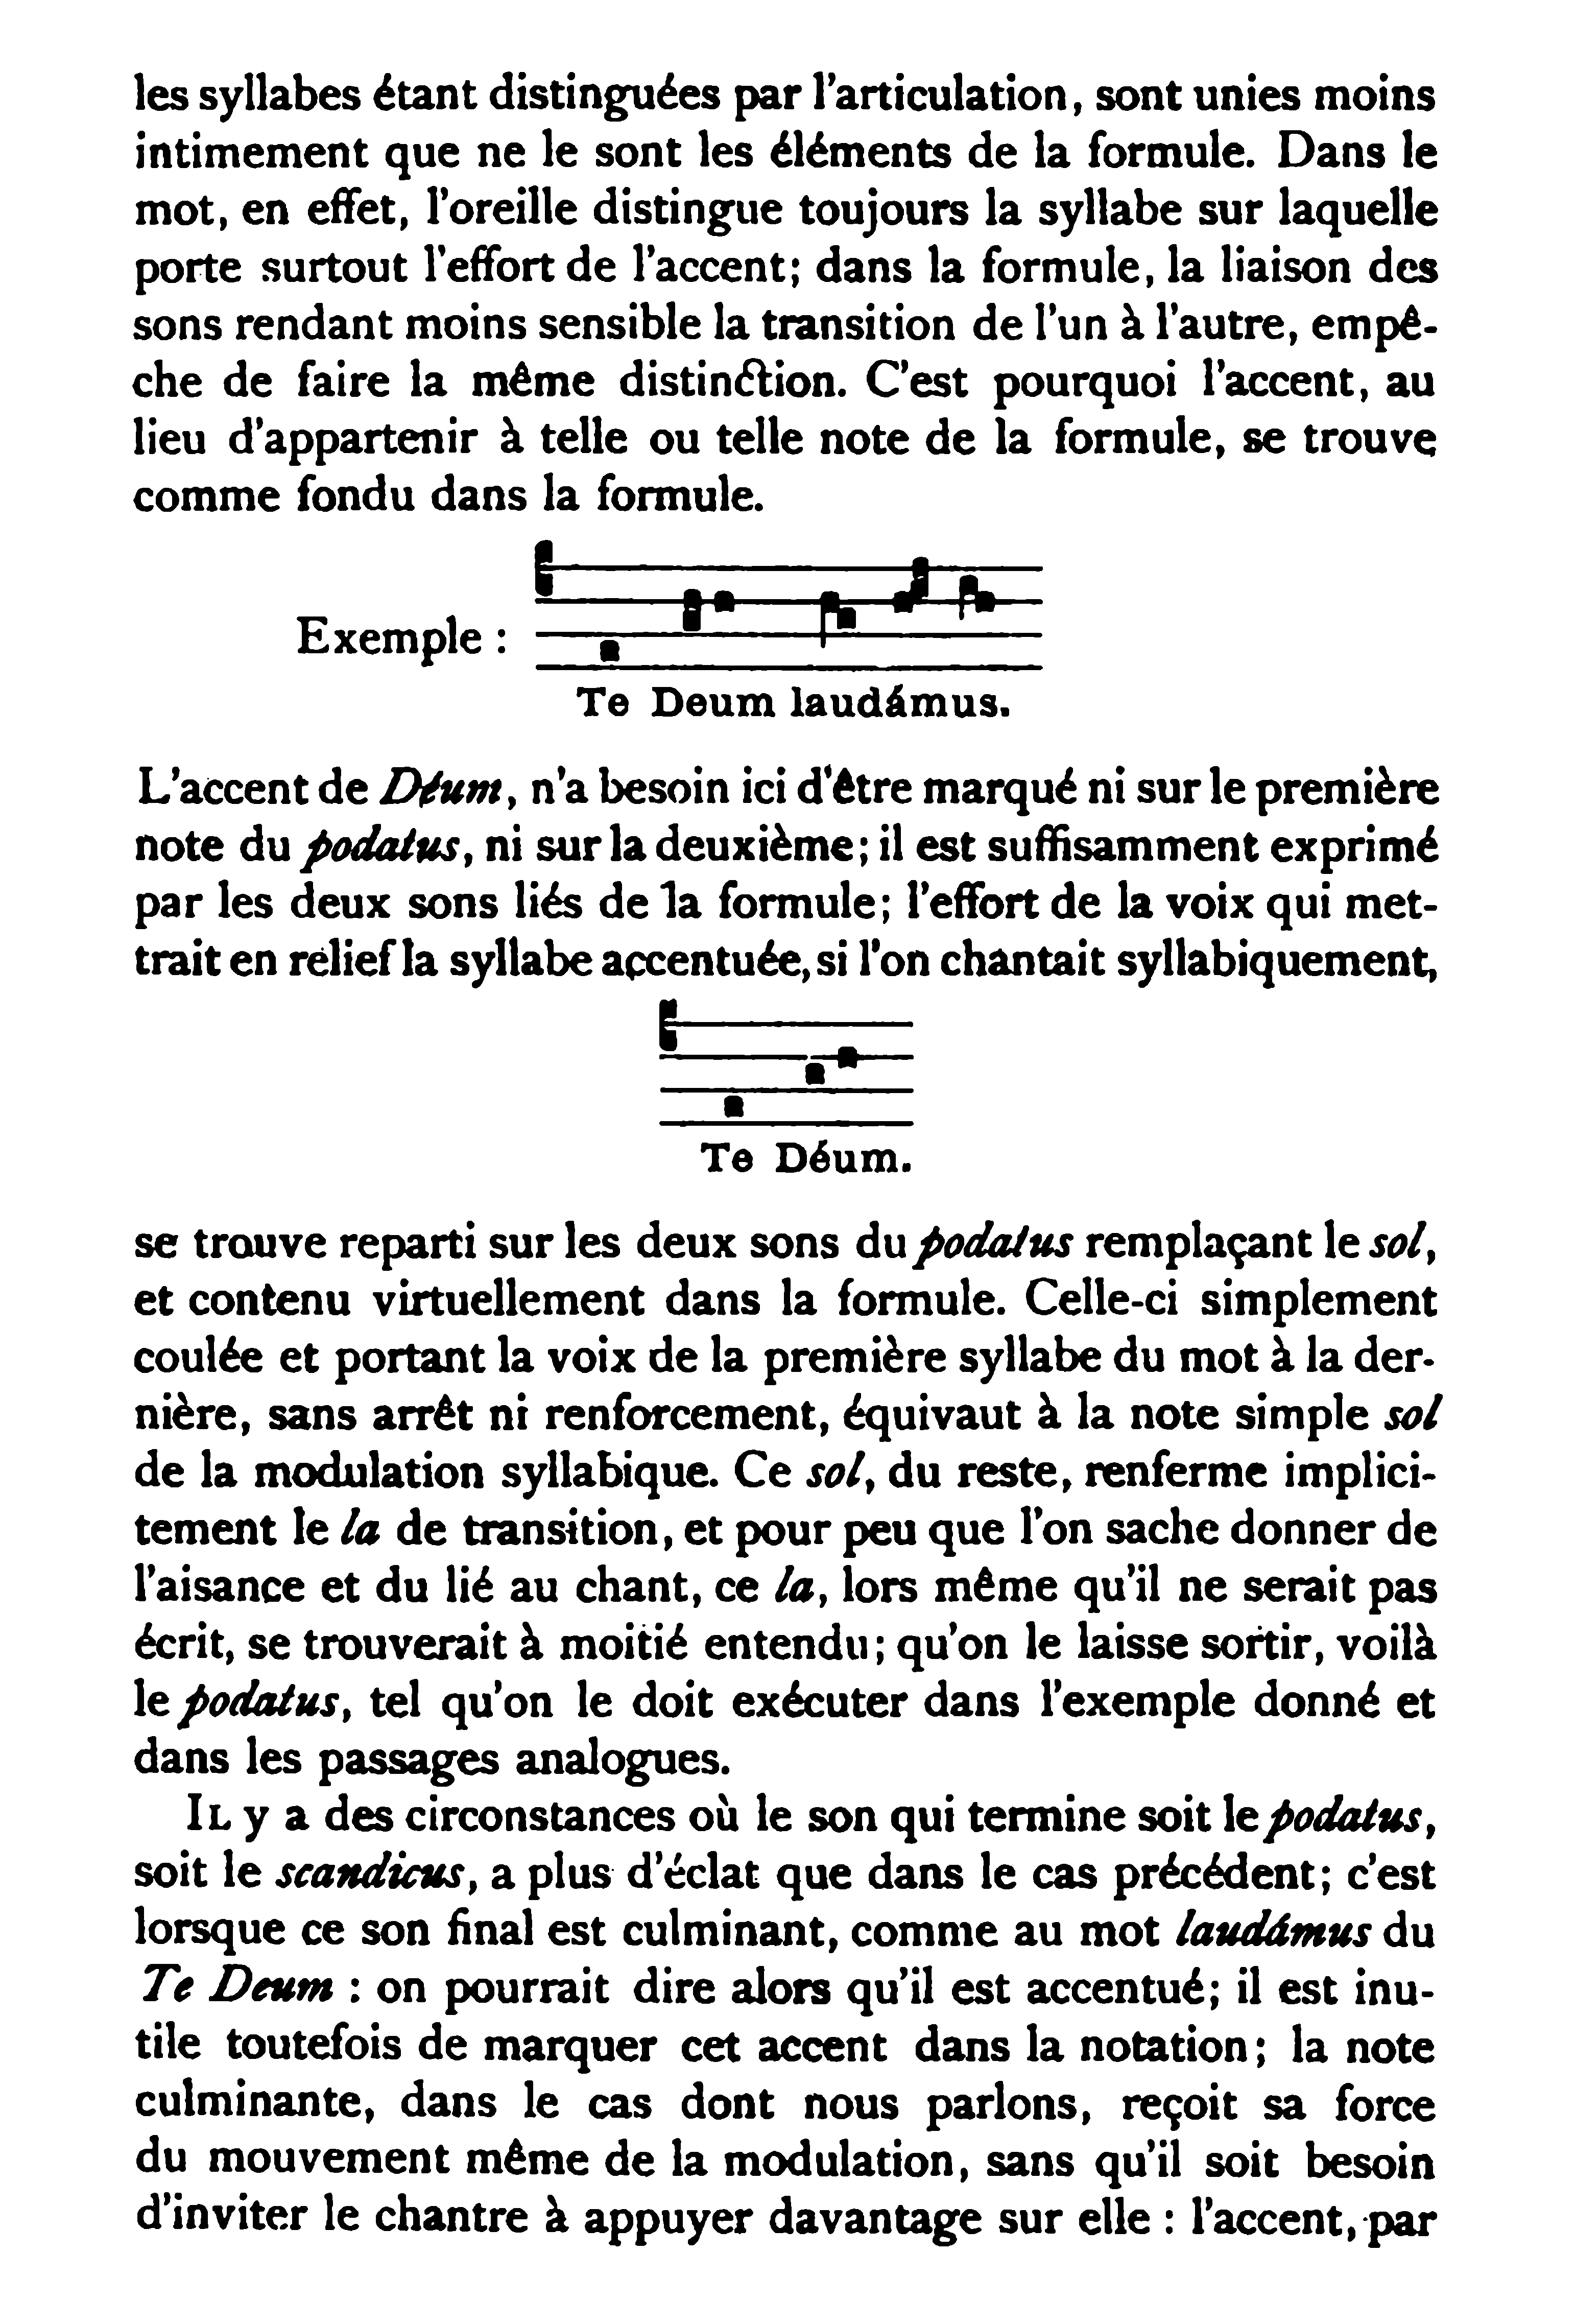 les syllabes étant distinguées par l'articulation, sont unies moins
intimement que ne le sont les éléments de la formule. Dans le
mot, en effet, l'oreille distingue toujours la syllabe sur laquelle
porte surtout l'effort de l'accent; dans la formule, la liaison des
sons rendant moins sensible la transition de l'un à l'autre, empê-
che de faire la même distinction. C'est pourquoi l'accent, au
lieu d'appartenir à telle ou telle note de la formule, se trouve
comme fondu dans la formule.
Exemple :
Te Deum laudámus.
L'accent de Déum, n'a besoin ici d'être marqué ni sur le première
note du podatus, ni sur la deuxième; il est suffisamment exprimé
par les deux sons liés de la formule; l'effort de la voix qui met-
trait en relief la syllabe accentuée, si l'on chantait syllabiquement,
Te Déum.
se trouve reparti sur les deux sons du podatus remplaçant le sol,
et contenu virtuellement dans la formule. Celle-ci simplement
coulée et portant la voix de la première syllabe du mot à la der-
nière, sans arrêt ni renforcement, équivaut à la note simple sol
de la modulation syllabique. Ce sol, du reste, renferme implici-
tement le la de transition, et pour peu que l'on sache donner de
l'aisance et du lié au chant, ce la, lors même qu'il ne serait pas
écrit, se trouverait à moitié entendu; qu'on le laisse sortir, voilà
le podatus, tel qu'on le doit exécuter dans l'exemple donné et
dans les passages analogues.
IL y a des circonstances où le son qui termine soit le podatus,
soit le scandicus, a plus d'éclat que dans le cas précédent; c'est
lorsque ce son final est culminant, comme au mot laudámus du
Te Deum : on pourrait dire alors qu'il est accentué; il est inu-
tile toutefois de marquer cet accent dans la notation; la note
culminante, dans le cas dont nous parlons, reçoit sa force
du mouvement même de la modulation, sans qu'il soit besoin
d'inviter le chantre à appuyer davantage sur elle : l'accent, par